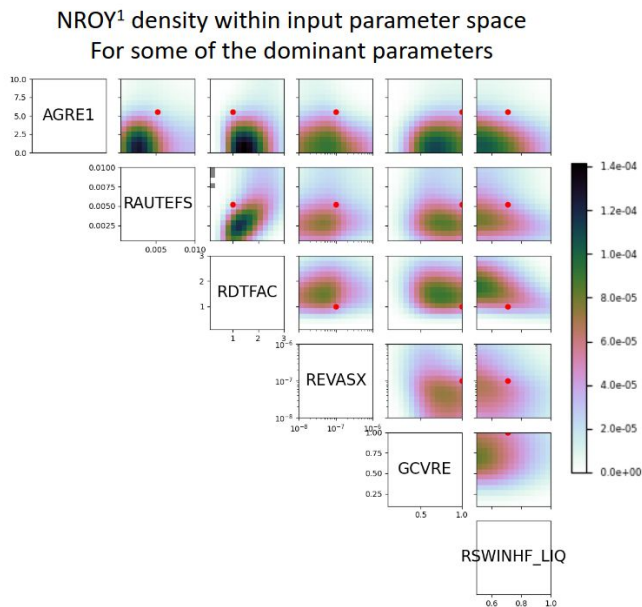 NROY¹ density within input parameter space
For some of the dominant parameters
10.0
7.5
5.0
2.5
0.0
AGRE1
0.0100
0.0075
0.0050
0.0025
RAUTEFS
0.005 0.010
1.4e-04
1.2e-04
1.0e-04
8.0e-05
6.0e-05
4.0e-05
2.0e-05
0.0e+00
3
2
1
RDTFAC
1 2 3
10⁻⁶
10⁻⁷
10⁻⁸
REVASX
10⁻⁸ 10⁻⁷ 10⁻⁶
1.00
0.75
0.50
0.25
GCVRE
0.5 1.0
RSWINHF_LIQ
0.6 0.8 1.0